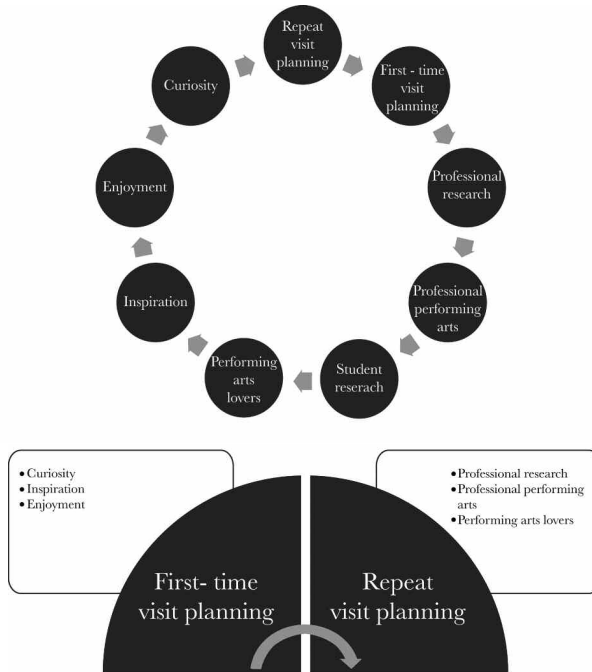 Repeat
visit
planning
First - time
visit
planning
Professional
research
Professional
performing
arts
Student
reserach
Performing
arts
lovers
Inspiration
Enjoyment
Curiosity
• Curiosity
• Inspiration
• Enjoyment
• Professional research
• Professional performing
arts
• Performing arts lovers
First- time
visit planning
Repeat
visit planning